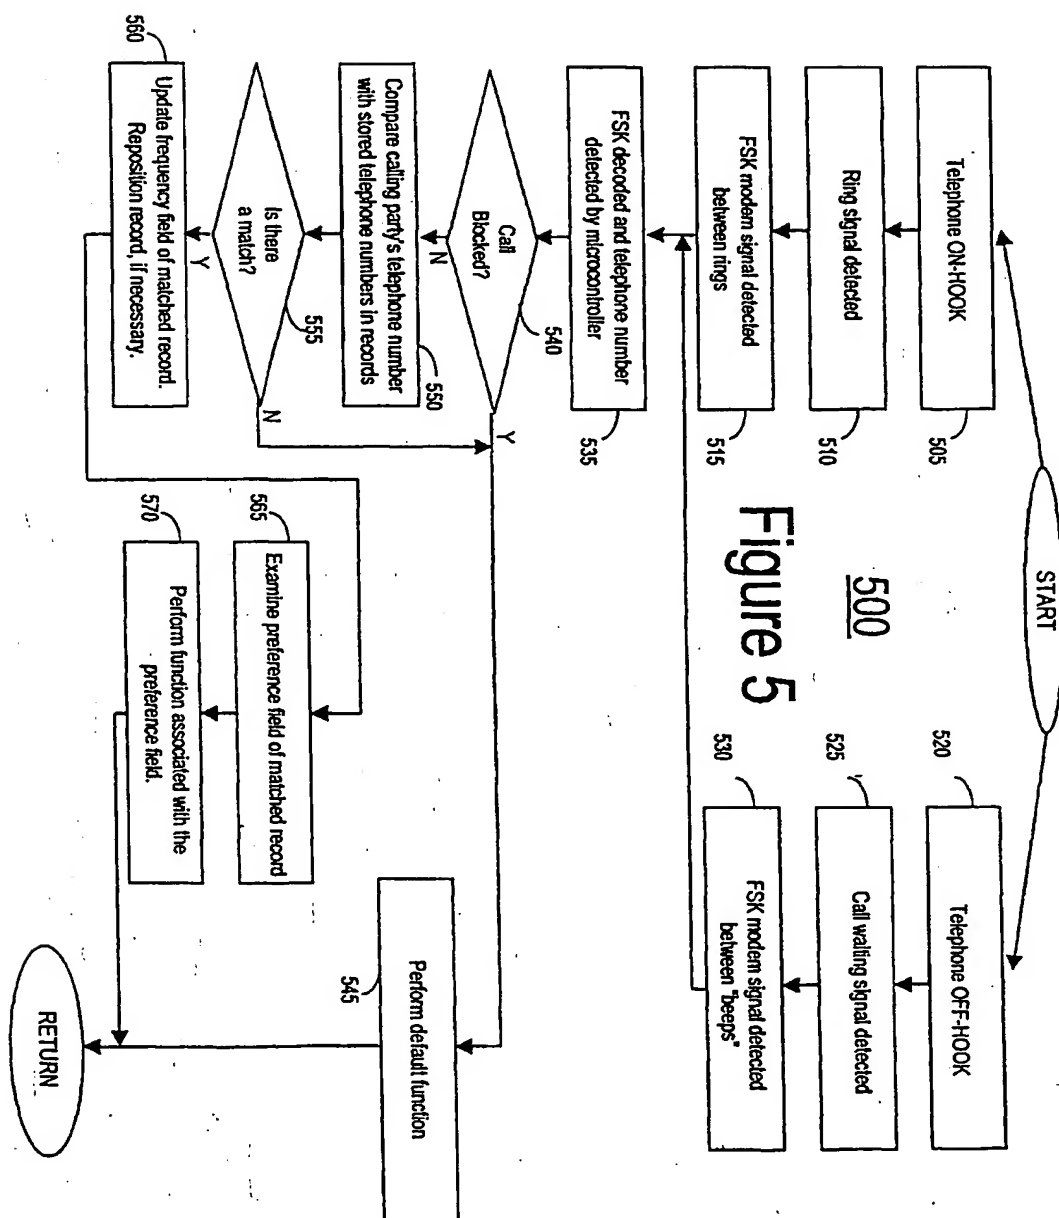 START
Telephone ON-HOOK
505
Ring signal detected
510
FSK modem signal detected
between rings
515
Telephone OFF-HOOK
520
Call waiting signal detected
525
FSK modem signal detected
between "beeps"
530
500
Figure 5
FSK decoded and telephone number
detected by microcontroller
535
Call
Blocked?
540
Y
N
Compare calling party's telephone number
with stored telephone numbers in records
550
Is there
a match?
555
N
Y
Update frequency field of matched record.
Reposition record, if necessary.
560
Examine preference field of matched record
565
Perform function associated with the
preference field.
570
Perform default function
545
RETURN